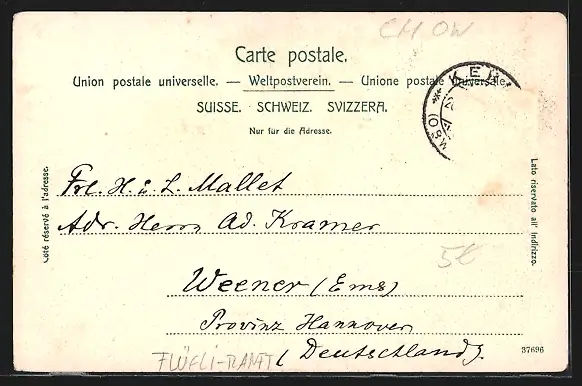 CH OW
Carte postale.
Union postale universelle. — Weltpostverein. — Unione postale universale.
SUISSE. SCHWEIZ. SVIZZERA.
Nur für die Adresse.
KER
(OBW
Côté réservé à l'adresse.
Lato riservato all' indirizzo.
Frl. H. u. L. Mallet
Adr. Herrn Ad. Kramer
5€
Weener (Ems)
Provinz Hannover
(Deutschland).
37696
FLÜELI-RANFT